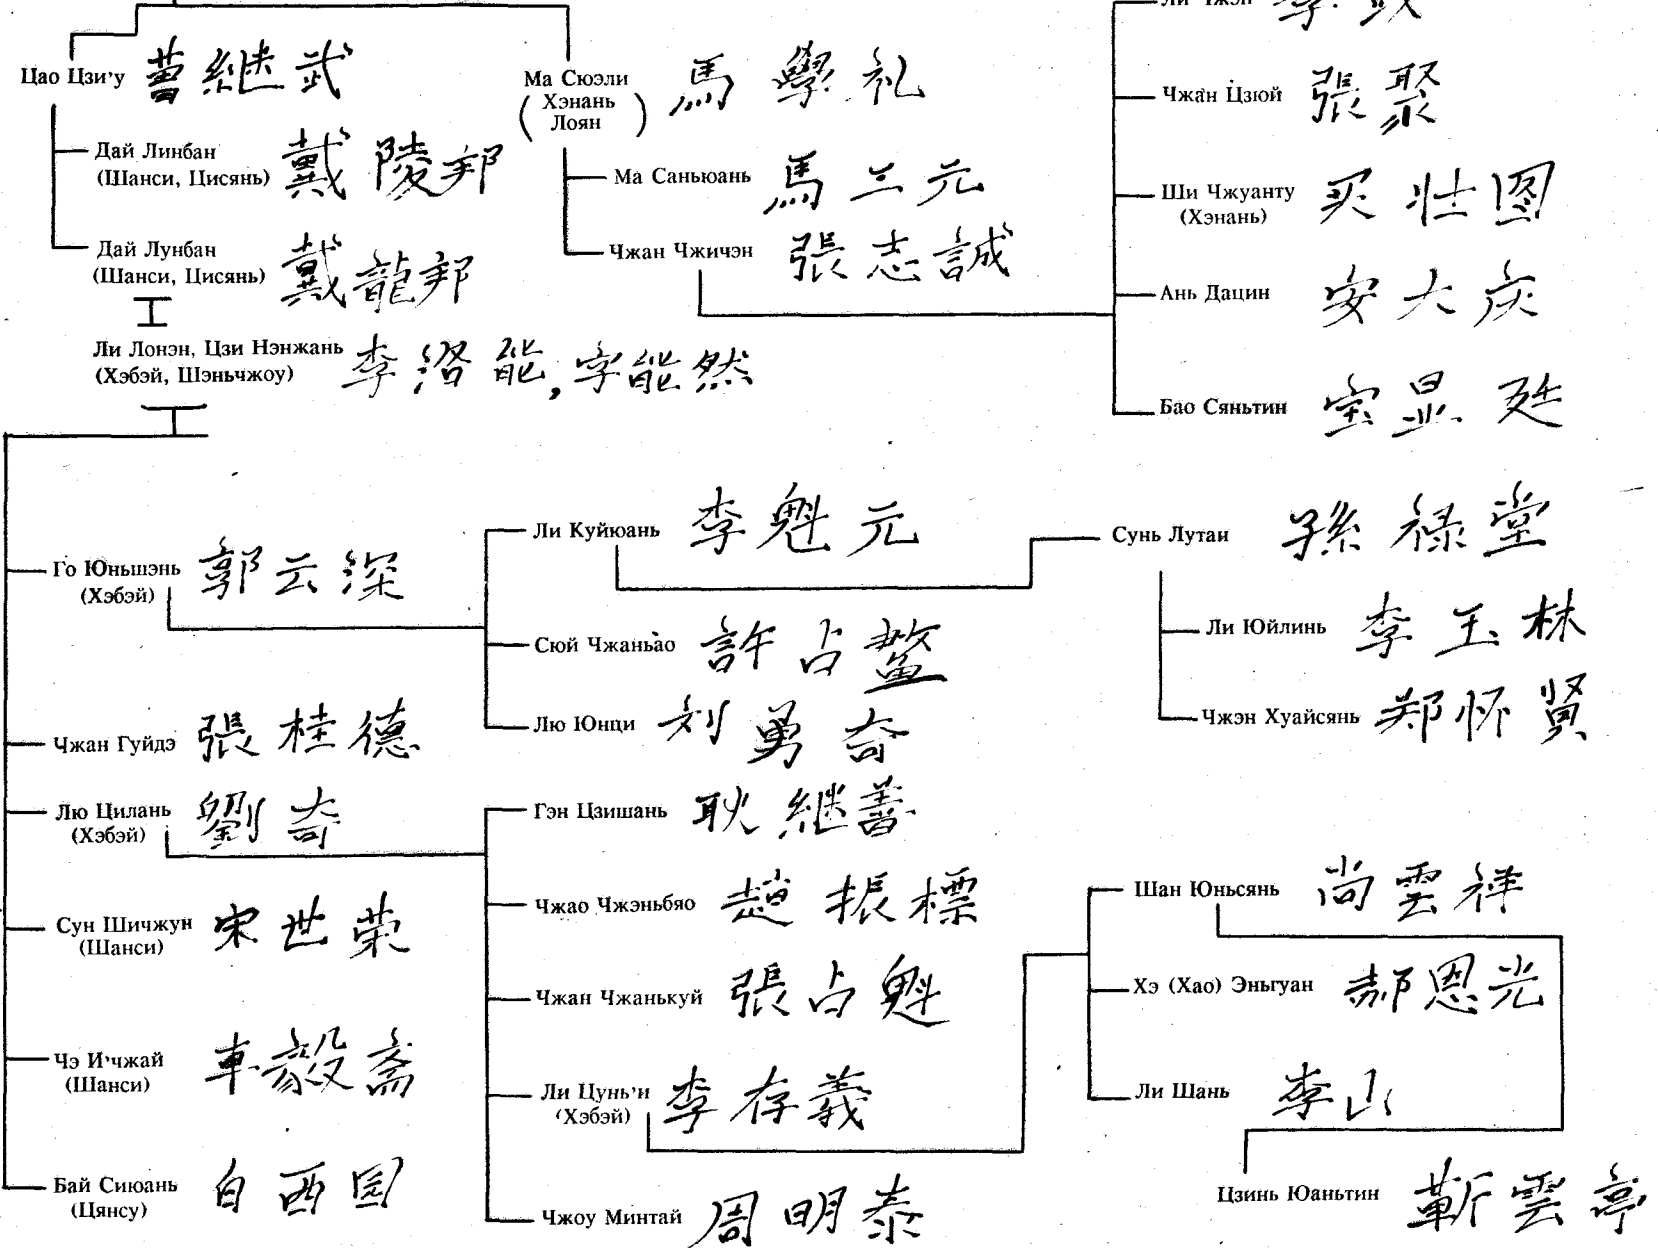 Цао Цзи'у 曹継武
Дай Линбан
(Шанси, Цисянь) 戴陵邦
Дай Лунбан
(Шанси, Цисянь) 戴龍邦
Ли Лонэн, Цзи Нэнжань
(Хэбэй, Шэньчжоу) 李洛能,字能然
Ма Сюэли
(Хэнань
Лоян) 馬學礼
Ма Саньюань 馬三元
Чжан Чжичэн 張志誠
Ли Чжэн 李
Чжан Цзюй 張聚
Ши Чжуанту
(Хэнань) 买壮图
Ань Дацин 安大庆
Бао Сяньтин 宝显廷
Го Юньшэнь
(Хэбэй) 郭云深
Ли Куйюань 李魁元
Сунь Лутан 孫禄堂
Ли Юйлинь 李玉林
Чжэн Хуайсянь 郑怀贤
Сюй Чжаньао 許占鳌
Лю Юнци 刘勇奇
Чжан Гуйдэ 張桂德
Лю Цилань
(Хэбэй) 劉奇
Гэн Цзишань 耿継善
Чжао Чжэньбяо 趙振標
Чжан Чжанькуй 張占魁
Ли Цунь'и
(Хэбэй) 李存義
Чжоу Минтай 周明泰
Шан Юньсянь 尚雲祥
Хэ (Хао) Эньгуан 郝恩光
Ли Шань 李山
Цзинь Юаньтин 靳雲亭
Сун Шичжун
(Шанси) 宋世荣
Чэ И'чжай
(Шанси) 車毅斋
Бай Сиюань
(Цянсу) 白西园